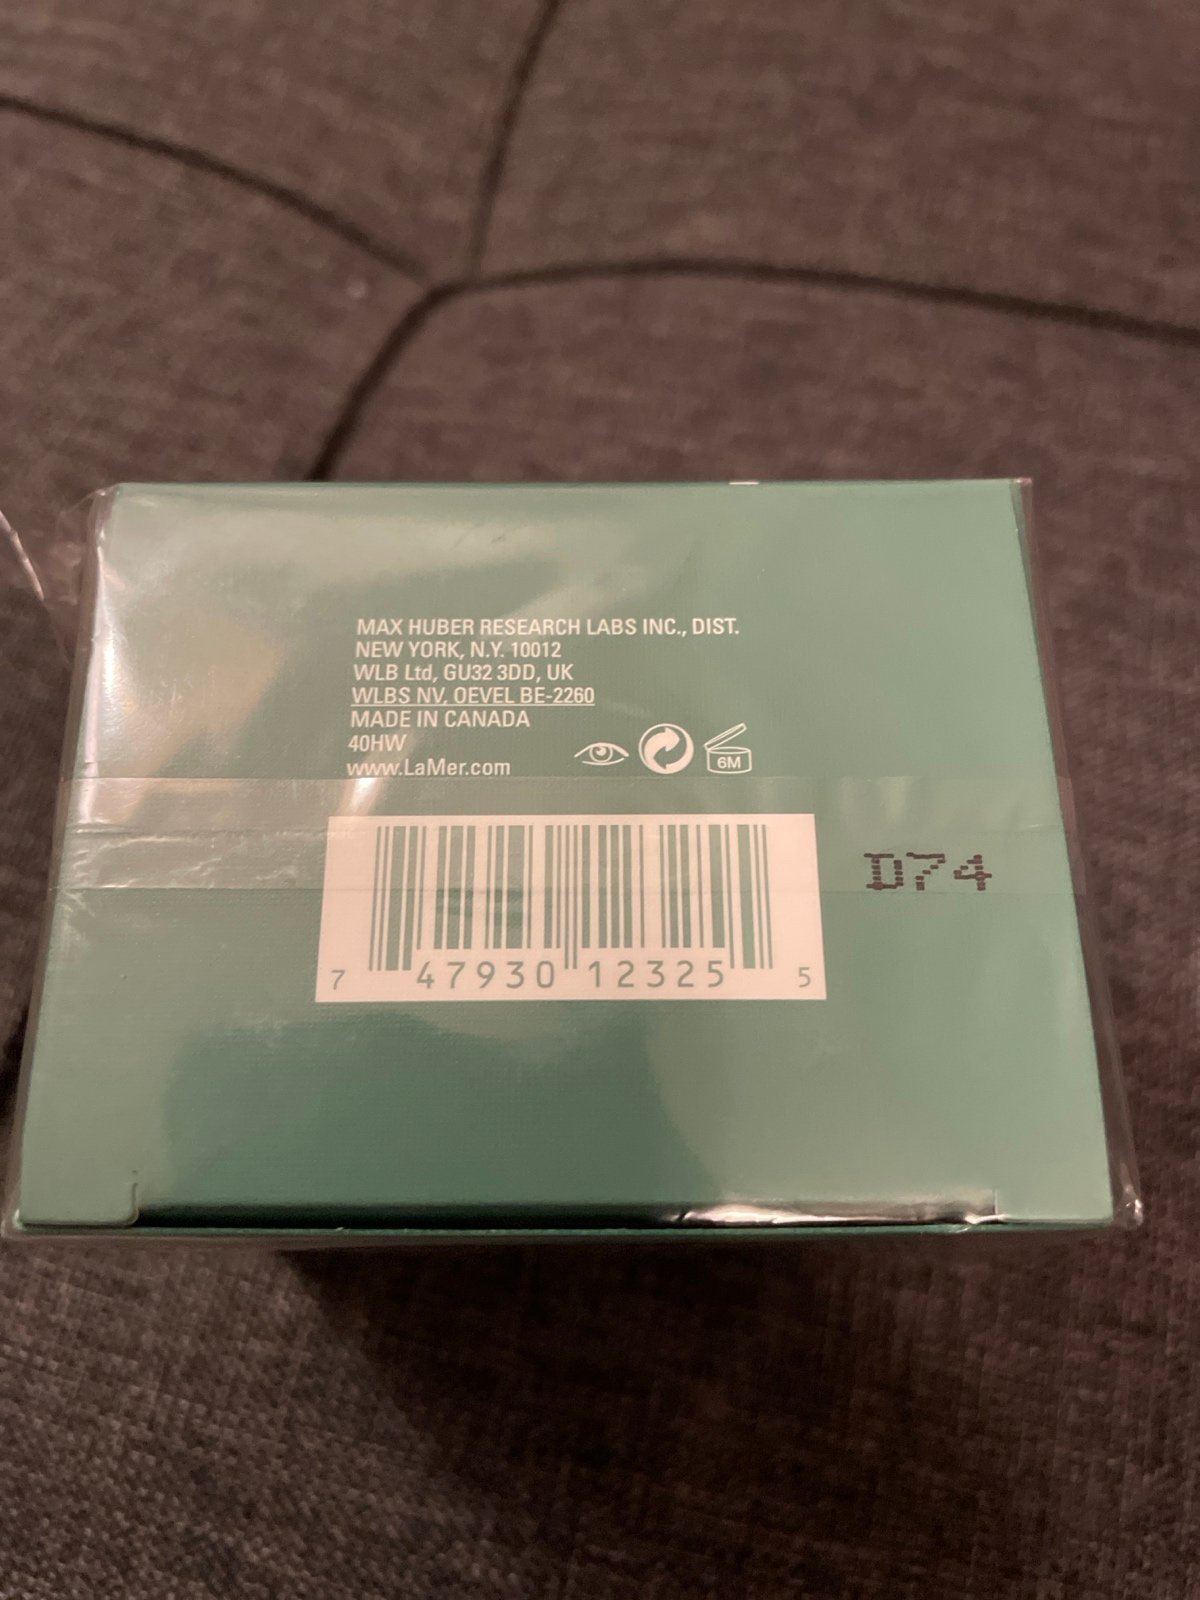 MAX HUBER RESEARCH LABS INC., DIST.
NEW YORK, N.Y. 10012
WLB Ltd, GU32 3DD, UK
WLBS NV, OEVEL BE-2260
MADE IN CANADA
40HW
www.LaMer.com
6M
D74
7 47930 12325 5